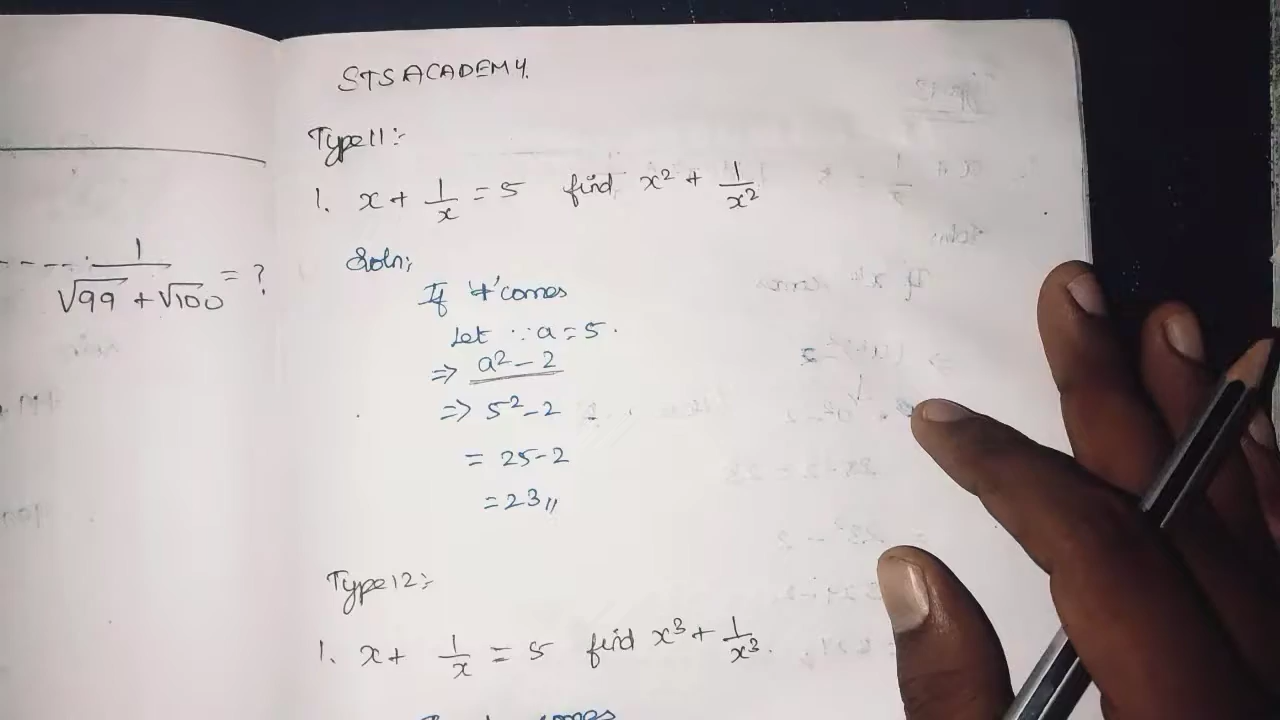 STS ACADEMY.
Type 11:-
1. x + 1/x = 5 find x² + 1/x²
Soln;
If '+' comes
Let ∵ a = 5.
=> a² - 2
=> 5² - 2
= 25 - 2
= 23//
Type 12:-
1. x + 1/x = 5 find x³ + 1/x³.
comes
----.. 1/(√99 + √100) = ?